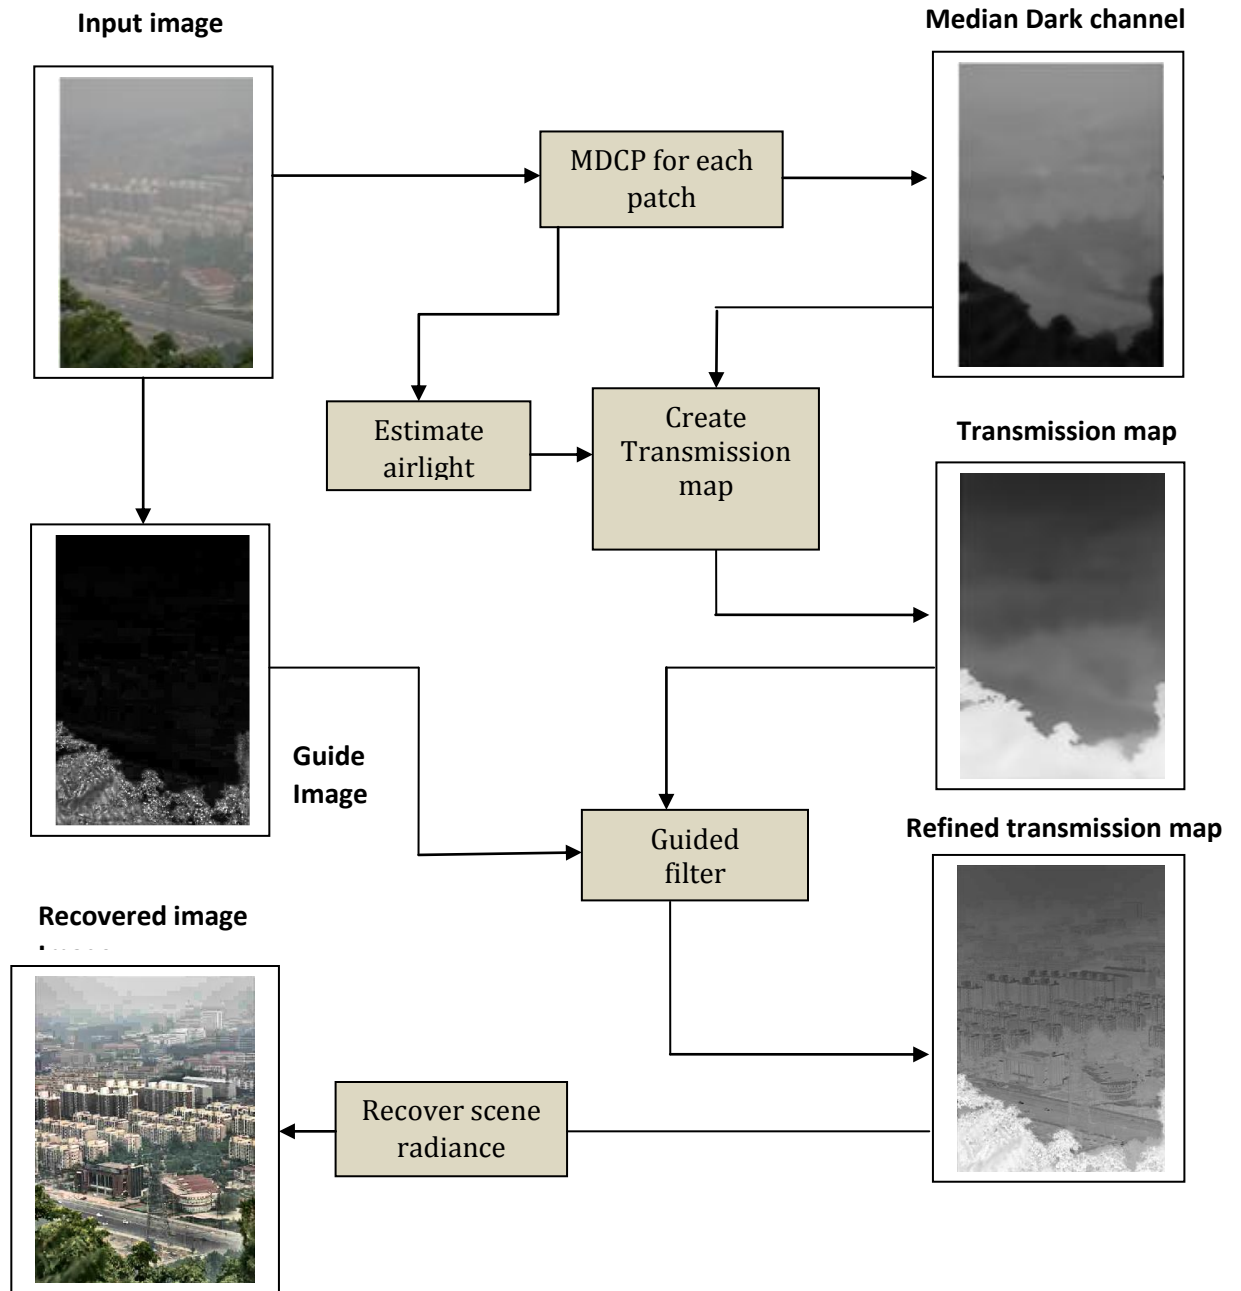 Input image
Median Dark channel
MDCP for each
patch
Estimate
airlight
Create
Transmission
map
Transmission map
Guide
Image
Guided
filter
Refined transmission map
Recovered image
Recover scene
radiance